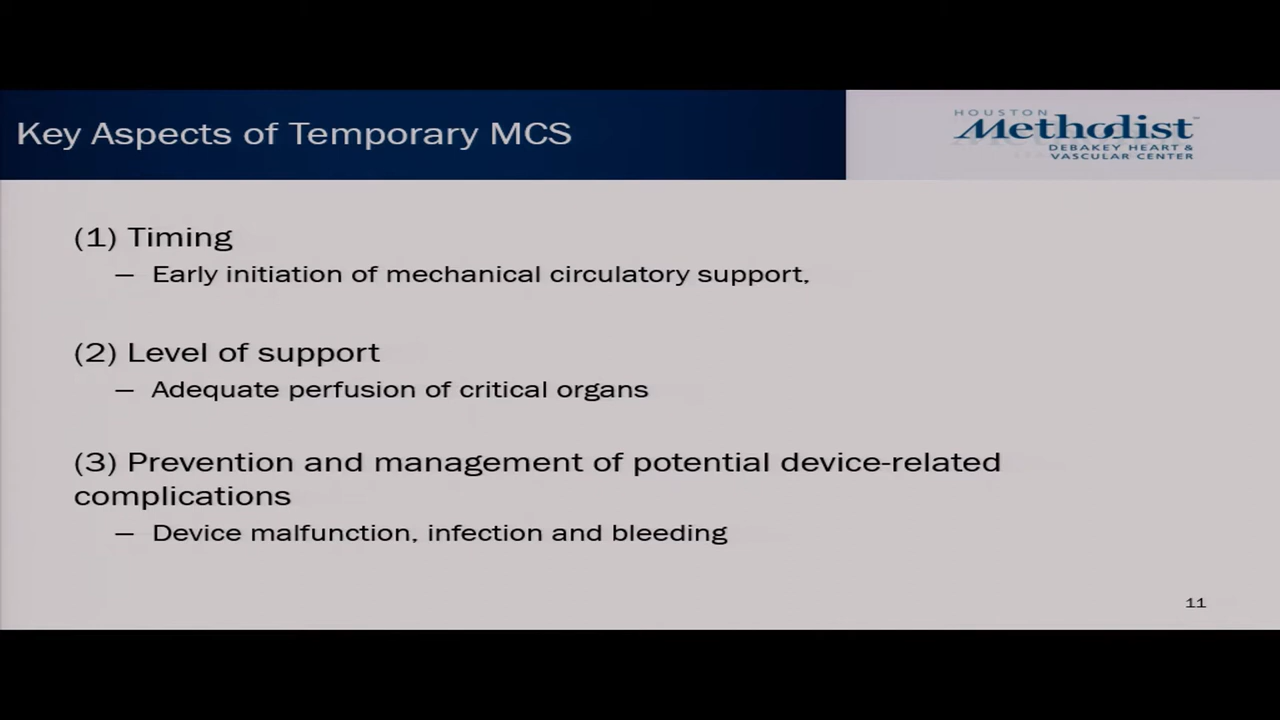 Key Aspects of Temporary MCS
HOUSTON
Methodist
DEBAKEY HEART &
VASCULAR CENTER
(1) Timing
— Early initiation of mechanical circulatory support,
(2) Level of support
— Adequate perfusion of critical organs
(3) Prevention and management of potential device-related
complications
— Device malfunction, infection and bleeding
11